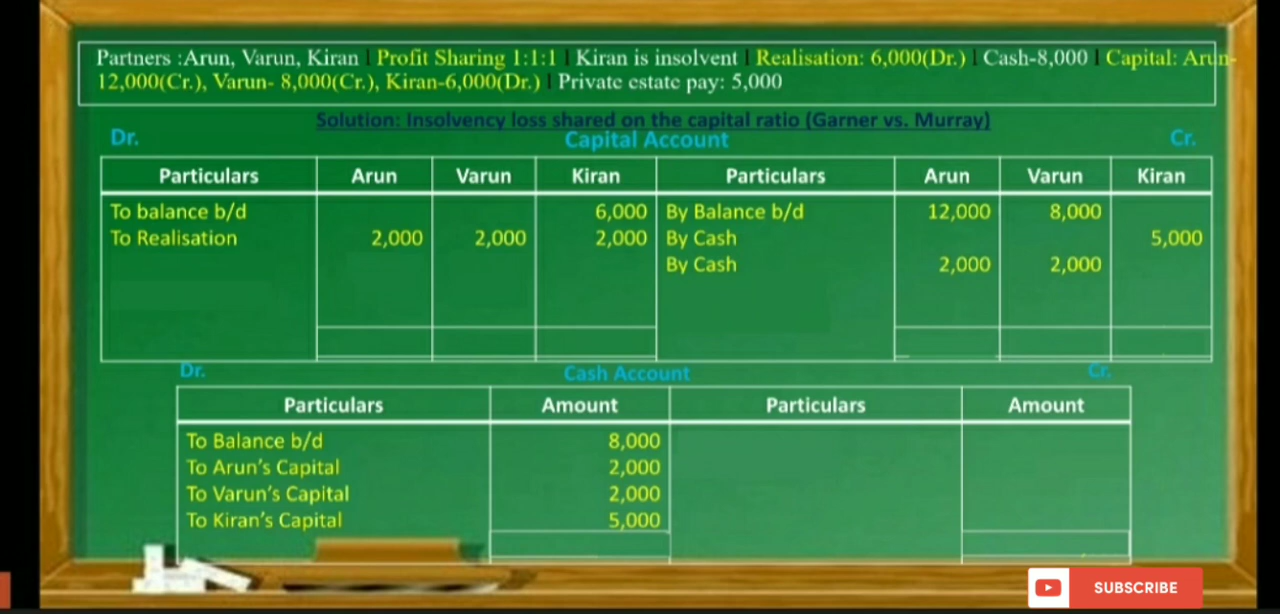 Partners :Arun, Varun, Kiran | Profit Sharing 1:1:1 | Kiran is insolvent | Realisation: 6,000(Dr.) | Cash-8,000 | Capital: Arun-
12,000(Cr.), Varun- 8,000(Cr.), Kiran-6,000(Dr.) | Private estate pay: 5,000
Solution: Insolvency loss shared on the capital ratio (Garner vs. Murray)
Dr. Capital Account Cr.
Particulars Arun Varun Kiran Particulars Arun Varun Kiran
To balance b/d 6,000 By Balance b/d 12,000 8,000
To Realisation 2,000 2,000 2,000 By Cash 5,000
By Cash 2,000 2,000
Dr. Cash Account Cr.
Particulars Amount Particulars Amount
To Balance b/d 8,000
To Arun's Capital 2,000
To Varun's Capital 2,000
To Kiran's Capital 5,000
SUBSCRIBE